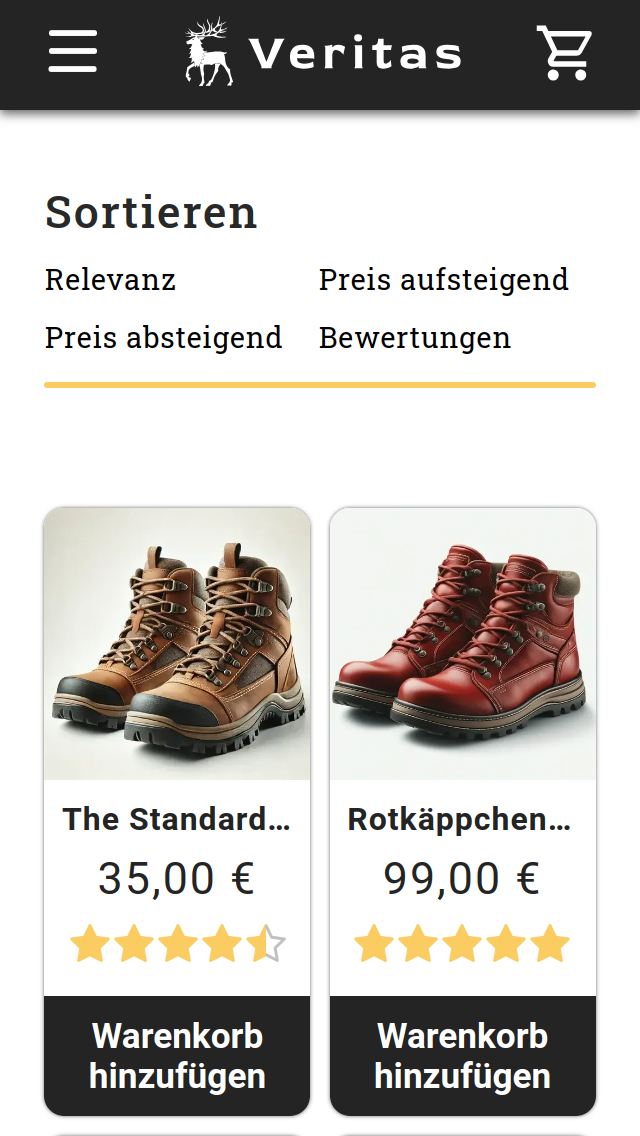 Veritas
Sortieren
Relevanz Preis aufsteigend
Preis absteigend Bewertungen
The Standard… Rotkäppchen…
35,00 € 99,00 €
Warenkorb hinzufügen
Warenkorb hinzufügen